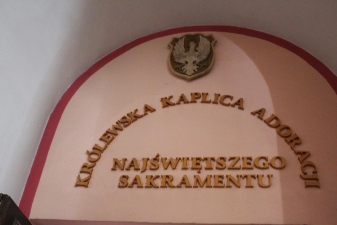 KRÓLEWSKA KAPLICA ADORACJI
NAJŚWIĘTSZEGO
SAKRAMENTU